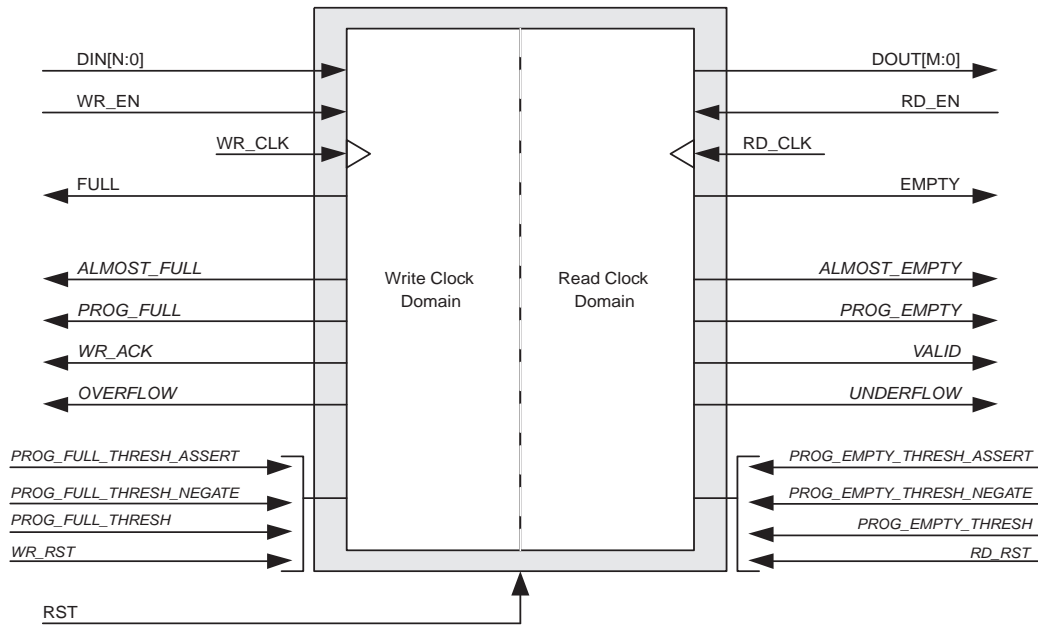 DIN[N:0]
DOUT[M:0]
WR_EN
RD_EN
WR_CLK
RD_CLK
FULL
EMPTY
ALMOST_FULL
Write Clock
Domain
Read Clock
Domain
ALMOST_EMPTY
PROG_FULL
PROG_EMPTY
WR_ACK
VALID
OVERFLOW
UNDERFLOW
PROG_FULL_THRESH_ASSERT
PROG_EMPTY_THRESH_ASSERT
PROG_FULL_THRESH_NEGATE
PROG_EMPTY_THRESH_NEGATE
PROG_FULL_THRESH
PROG_EMPTY_THRESH
WR_RST
RD_RST
RST